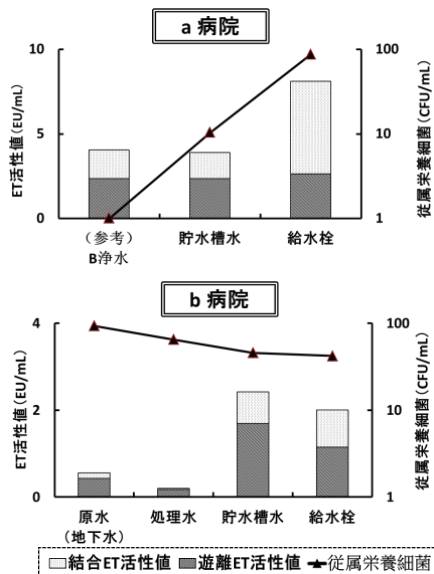 a 病院
10
5
0
ET活性値(EU/mL)
100
10
1
従属栄養細菌(CFU/mL)
(参考)
B浄水
貯水槽水
給水栓
b 病院
4
2
0
ET活性値(EU/mL)
100
10
1
従属栄養細菌(CFU/mL)
原水
(地下水)
処理水
貯水槽水
給水栓
結合ET活性値 遊離ET活性値 従属栄養細菌